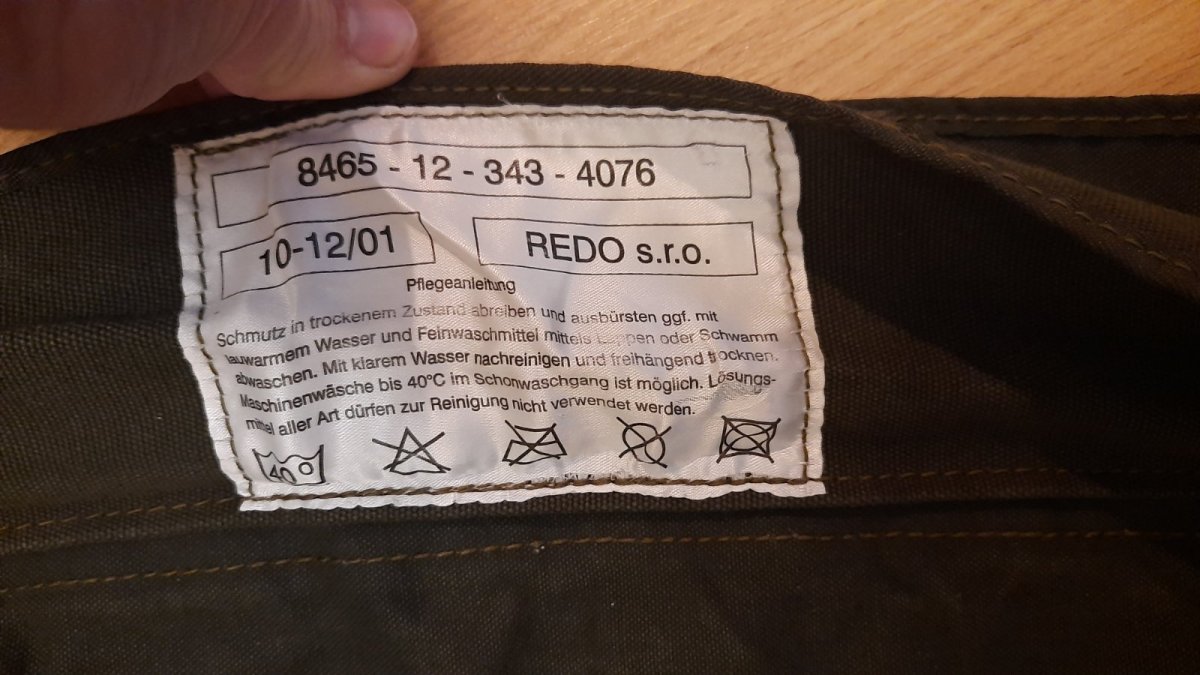 8465 - 12 - 343 - 4076
10-12/01
REDO s.r.o.
Pflegeanleitung
Schmutz in trockenem Zustand abreiben und ausbürsten ggf. mit
lauwarmem Wasser und Feinwaschmittel mittels Lappen oder Schwamm
abwaschen. Mit klarem Wasser nachreinigen und freihängend trocknen.
Maschinenwäsche bis 40°C im Schonwaschgang ist möglich. Lösungs-
mittel aller Art dürfen zur Reinigung nicht verwendet werden.
40